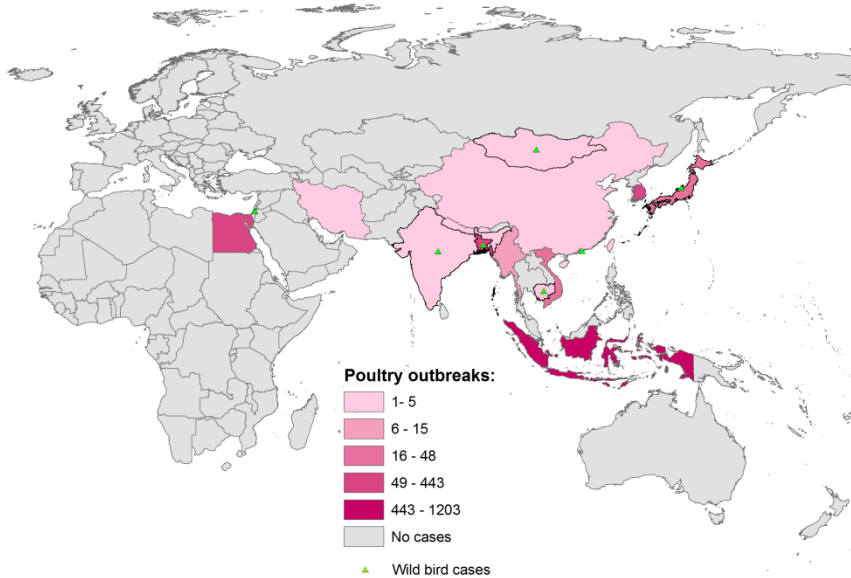 Poultry outbreaks:
1- 5
6 - 15
16 - 48
49 - 443
443 - 1203
No cases
Wild bird cases